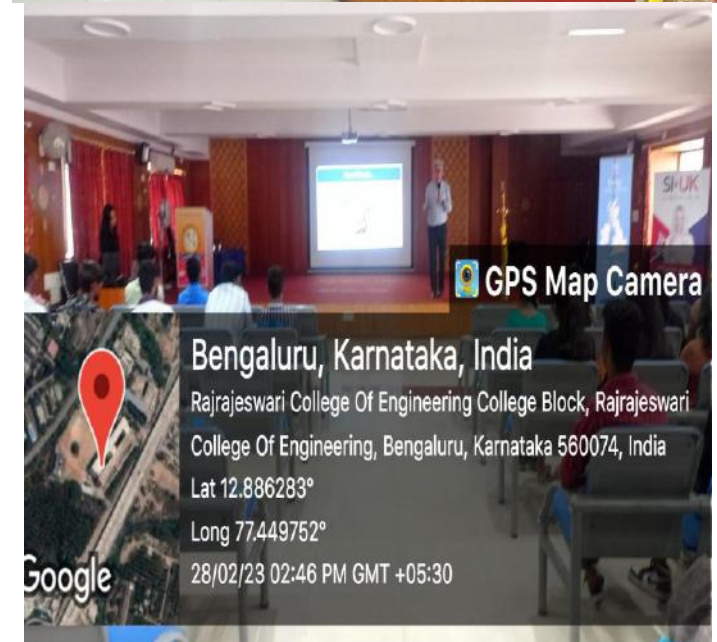 SI-UK
GPS Map Camera
Bengaluru, Karnataka, India
Rajrajeswari College Of Engineering College Block, Rajrajeswari
College Of Engineering, Bengaluru, Karnataka 560074, India
Lat 12.886283°
Long 77.449752°
28/02/23 02:46 PM GMT +05:30
Google